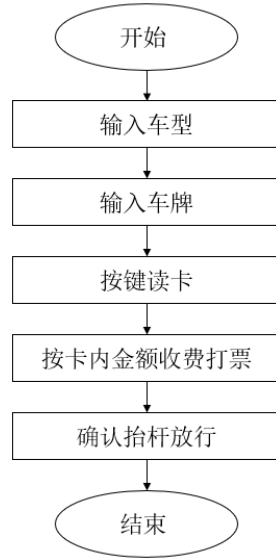 开始
输入车型
输入车牌
按键读卡
按卡内金额收费打票
确认抬杆放行
结束